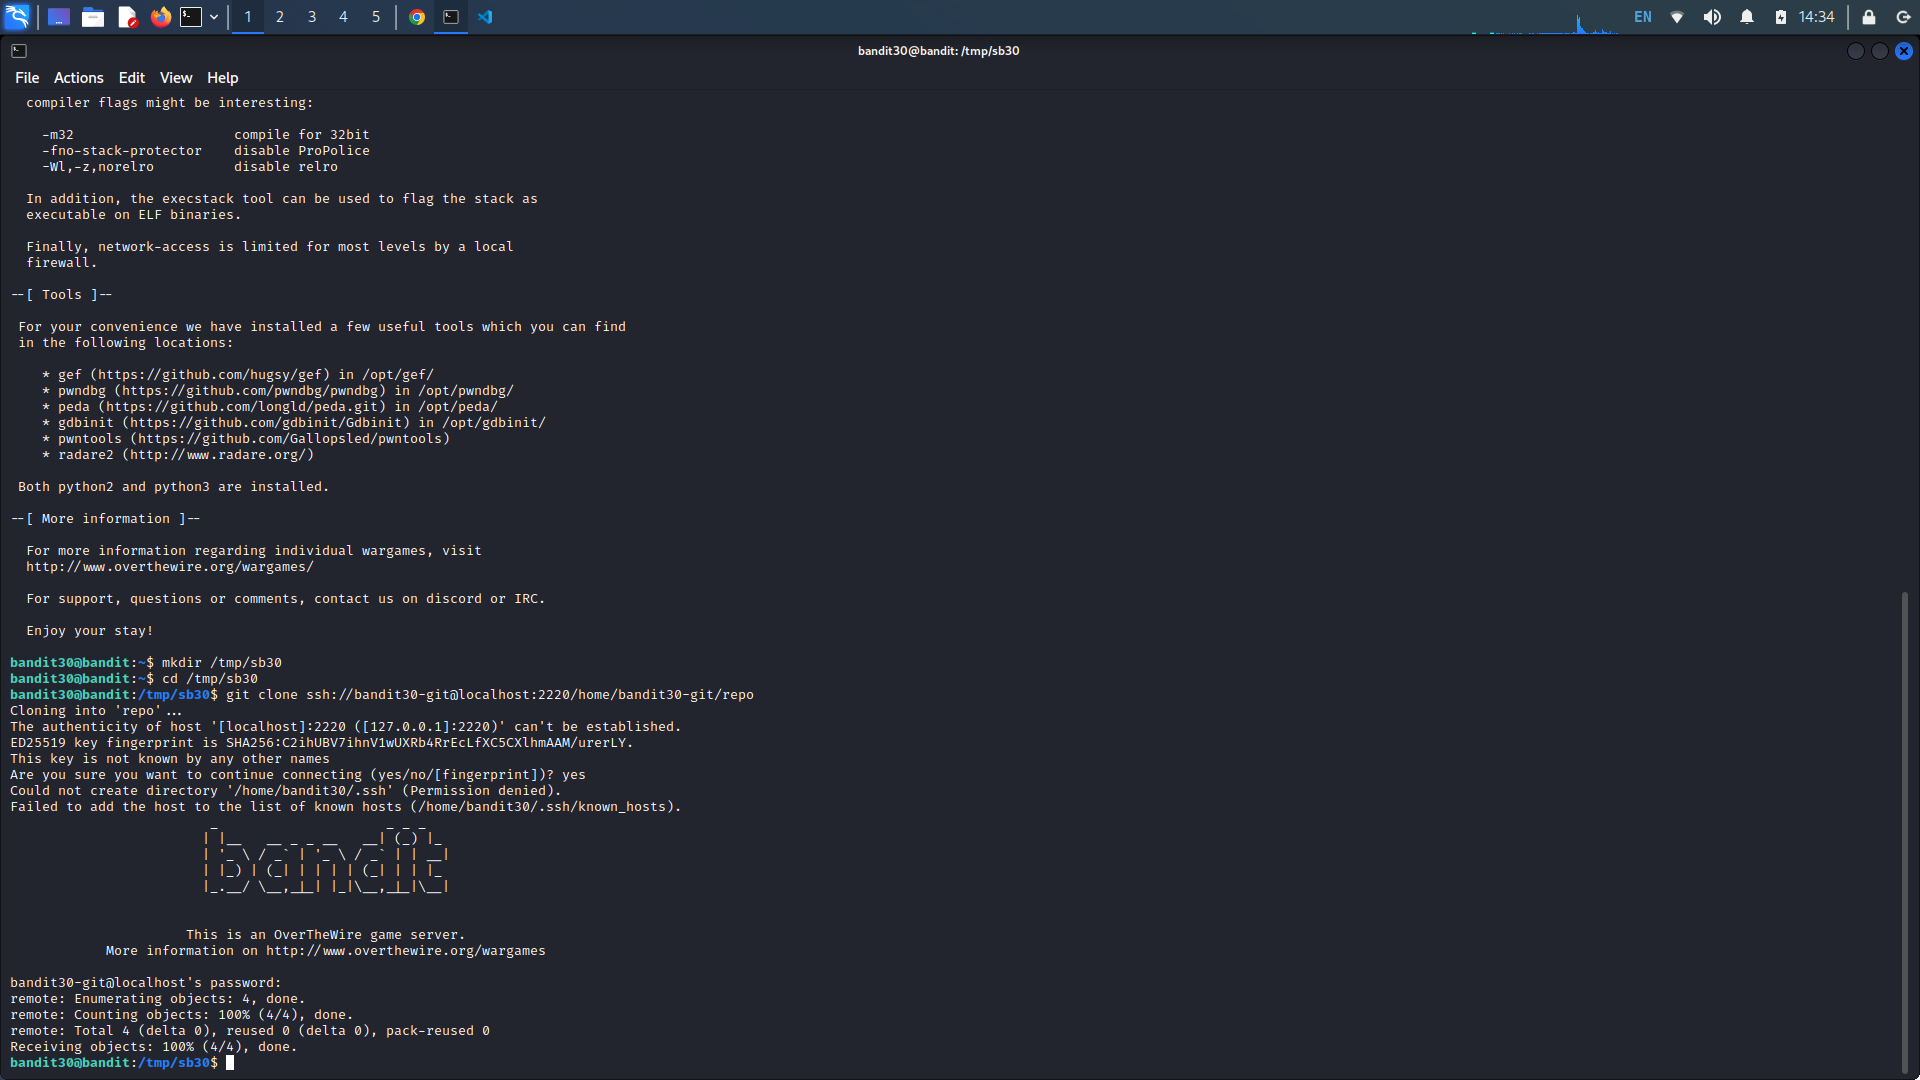 1 2 3 4 5 EN 14:34
bandit30@bandit: /tmp/sb30
File Actions Edit View Help
compiler flags might be interesting:
-m32 compile for 32bit
-fno-stack-protector disable ProPolice
-Wl,-z,norelro disable relro
In addition, the execstack tool can be used to flag the stack as
executable on ELF binaries.
Finally, network-access is limited for most levels by a local
firewall.
--[ Tools ]--
For your convenience we have installed a few useful tools which you can find
in the following locations:
* gef (https://github.com/hugsy/gef) in /opt/gef/
* pwndbg (https://github.com/pwndbg/pwndbg) in /opt/pwndbg/
* peda (https://github.com/longld/peda.git) in /opt/peda/
* gdbinit (https://github.com/gdbinit/Gdbinit) in /opt/gdbinit/
* pwntools (https://github.com/Gallopsled/pwntools)
* radare2 (http://www.radare.org/)
Both python2 and python3 are installed.
--[ More information ]--
For more information regarding individual wargames, visit
http://www.overthewire.org/wargames/
For support, questions or comments, contact us on discord or IRC.
Enjoy your stay!
bandit30@bandit:~$ mkdir /tmp/sb30
bandit30@bandit:~$ cd /tmp/sb30
bandit30@bandit:/tmp/sb30$ git clone ssh://bandit30-git@localhost:2220/home/bandit30-git/repo
Cloning into 'repo'...
The authenticity of host '[localhost]:2220 ([127.0.0.1]:2220)' can't be established.
ED25519 key fingerprint is SHA256:C2ihUBV7ihnV1wUXRb4RrEcLfXC5CXlhmAAM/urerLY.
This key is not known by any other names
Are you sure you want to continue connecting (yes/no/[fingerprint])? yes
Could not create directory '/home/bandit30/.ssh' (Permission denied).
Failed to add the host to the list of known hosts (/home/bandit30/.ssh/known_hosts).
bandit
This is an OverTheWire game server.
More information on http://www.overthewire.org/wargames
bandit30-git@localhost's password:
remote: Enumerating objects: 4, done.
remote: Counting objects: 100% (4/4), done.
remote: Total 4 (delta 0), reused 0 (delta 0), pack-reused 0
Receiving objects: 100% (4/4), done.
bandit30@bandit:/tmp/sb30$